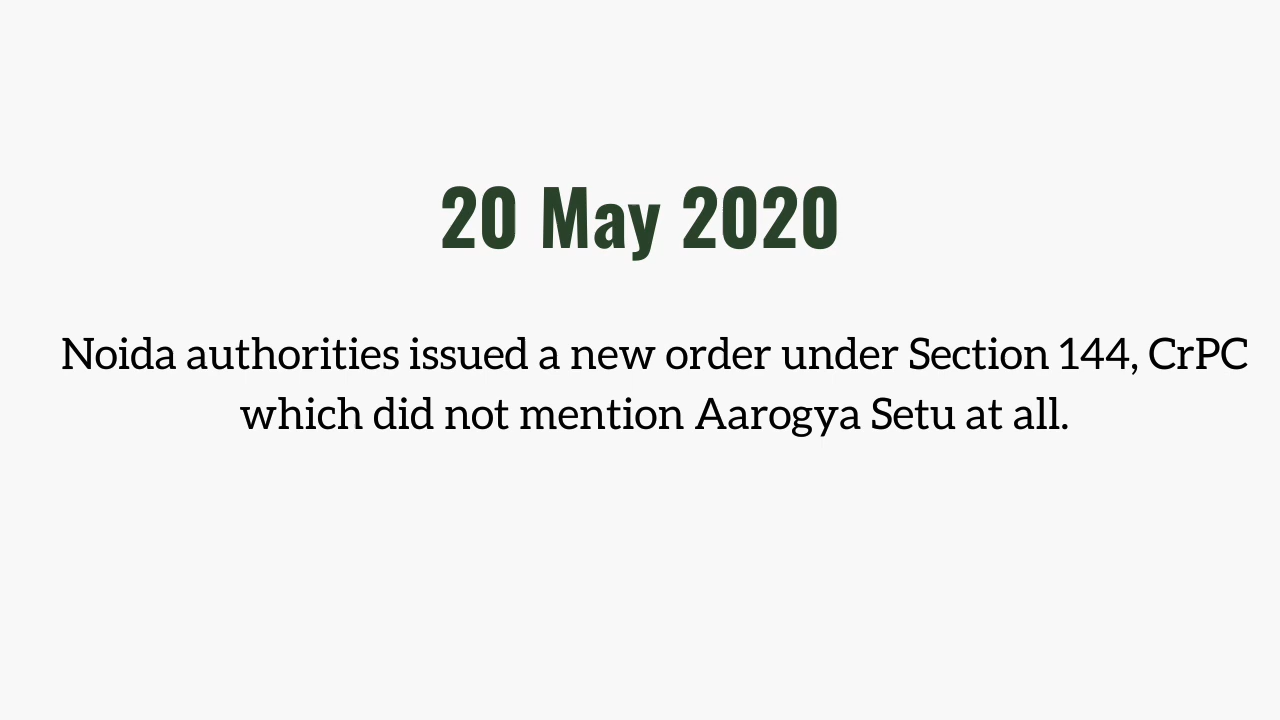 20 May 2020
Noida authorities issued a new order under Section 144, CrPC
which did not mention Aarogya Setu at all.